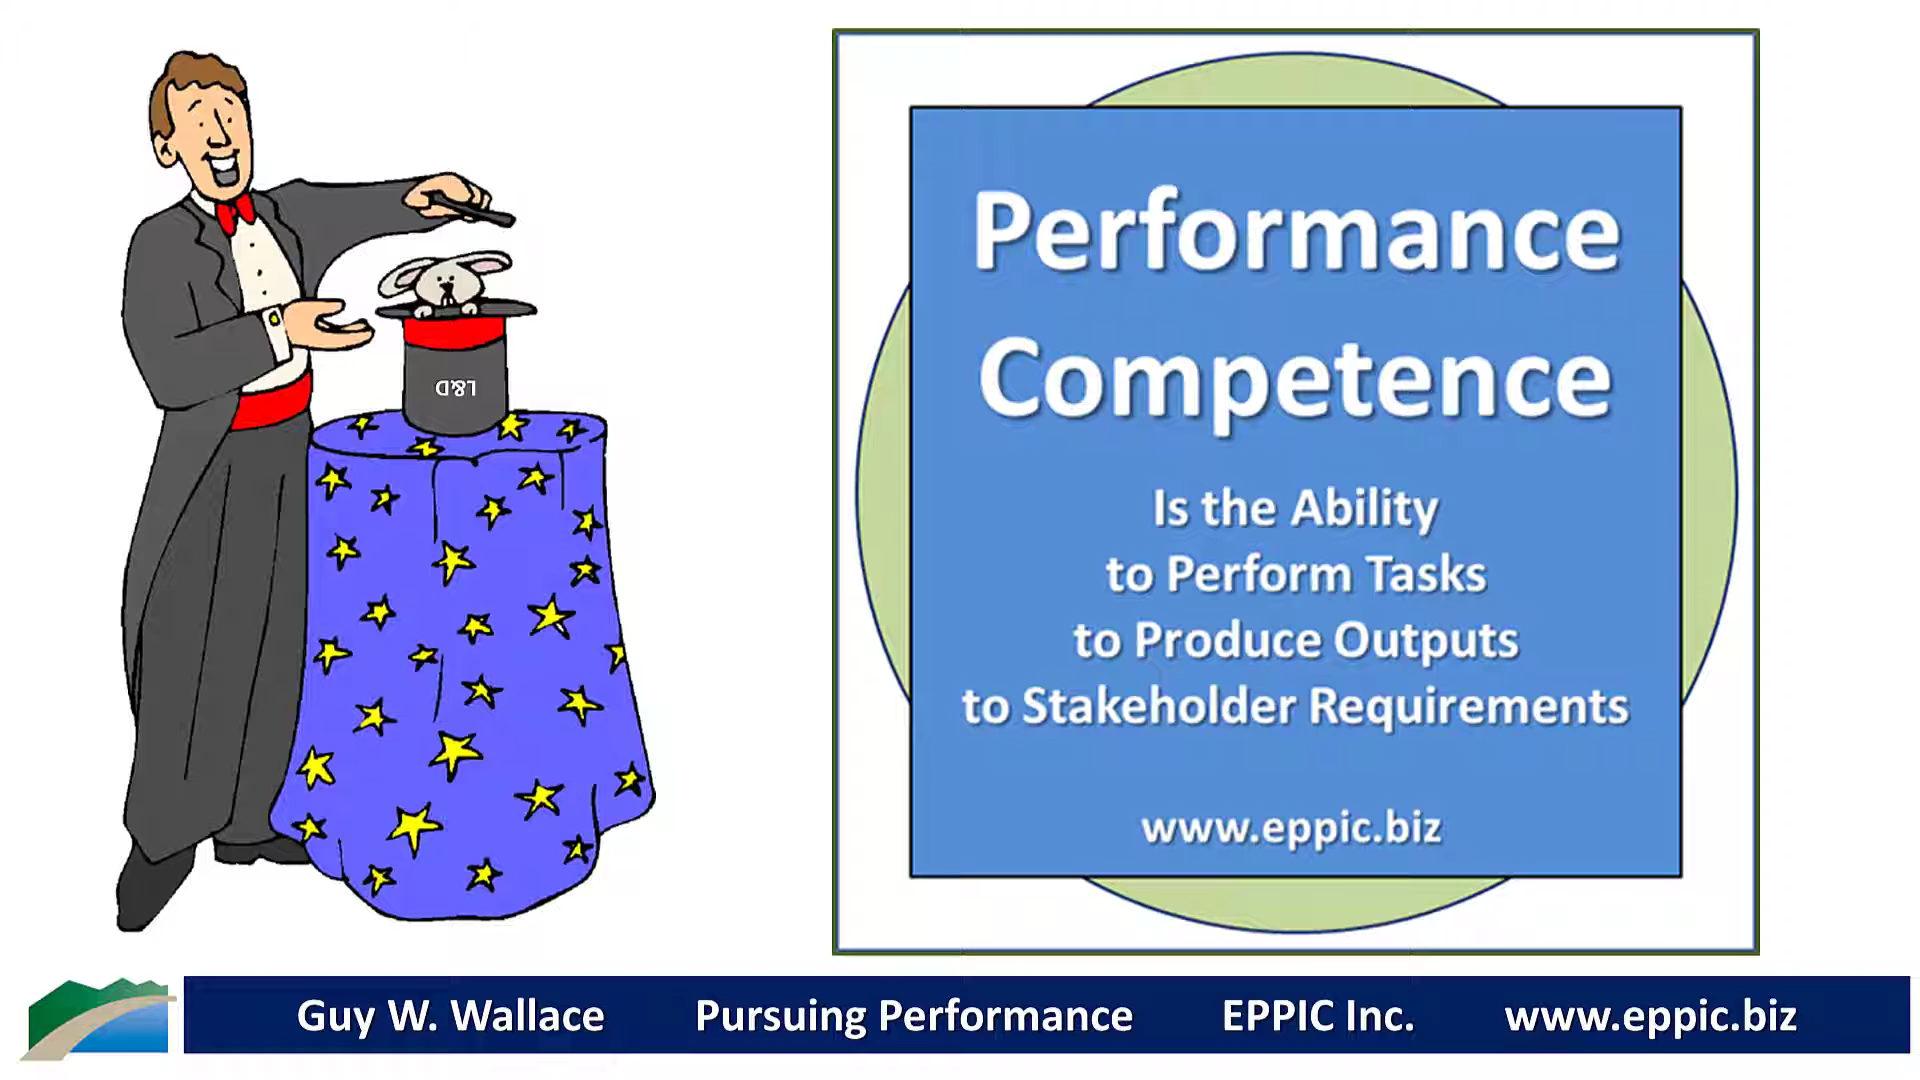 L&D
Performance
Competence
Is the Ability
to Perform Tasks
to Produce Outputs
to Stakeholder Requirements
www.eppic.biz
Guy W. Wallace Pursuing Performance EPPIC Inc. www.eppic.biz